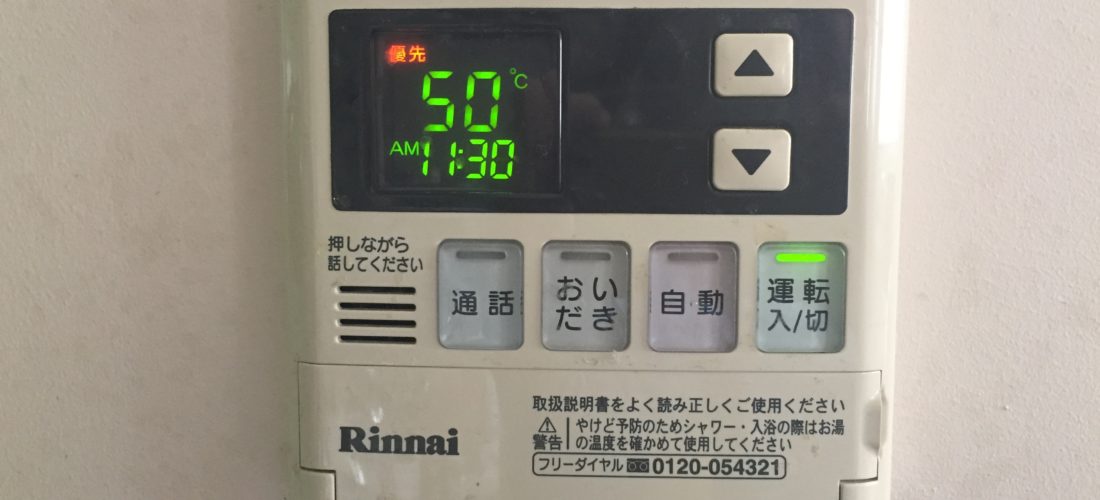 優先
50℃
AM 11:30
▲
▼
押しながら
話してください
通話
おい
だき
自動
運転
入/切
Rinnai
取扱説明書をよく読み正しくご使用ください
⚠警告
やけど予防のためシャワー・入浴の際はお湯
の温度を確かめて使用してください
フリーダイヤル 0120-054321